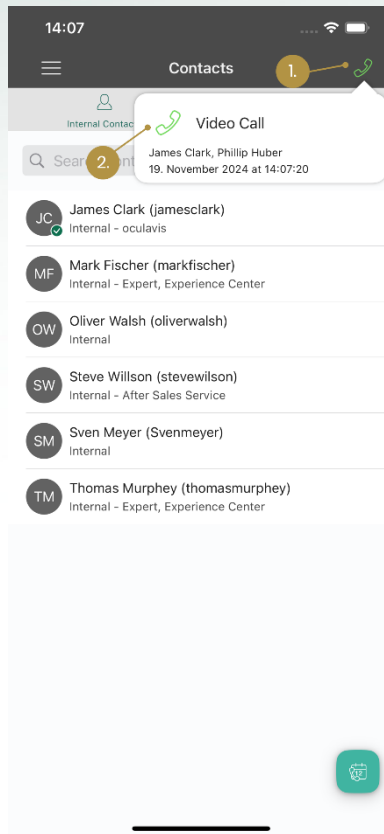 14:07
Contacts
1.
Internal Contac
2.
Video Call
James Clark, Phillip Huber
19. November 2024 at 14:07:20
Sea
ont
JC
James Clark (jamesclark)
Internal - oculavis
MF
Mark Fischer (markfischer)
Internal - Expert, Experience Center
OW
Oliver Walsh (oliverwalsh)
Internal
SW
Steve Willson (stevewilson)
Internal - After Sales Service
SM
Sven Meyer (Svenmeyer)
Internal
TM
Thomas Murphey (thomasmurphey)
Internal - Expert, Experience Center
12